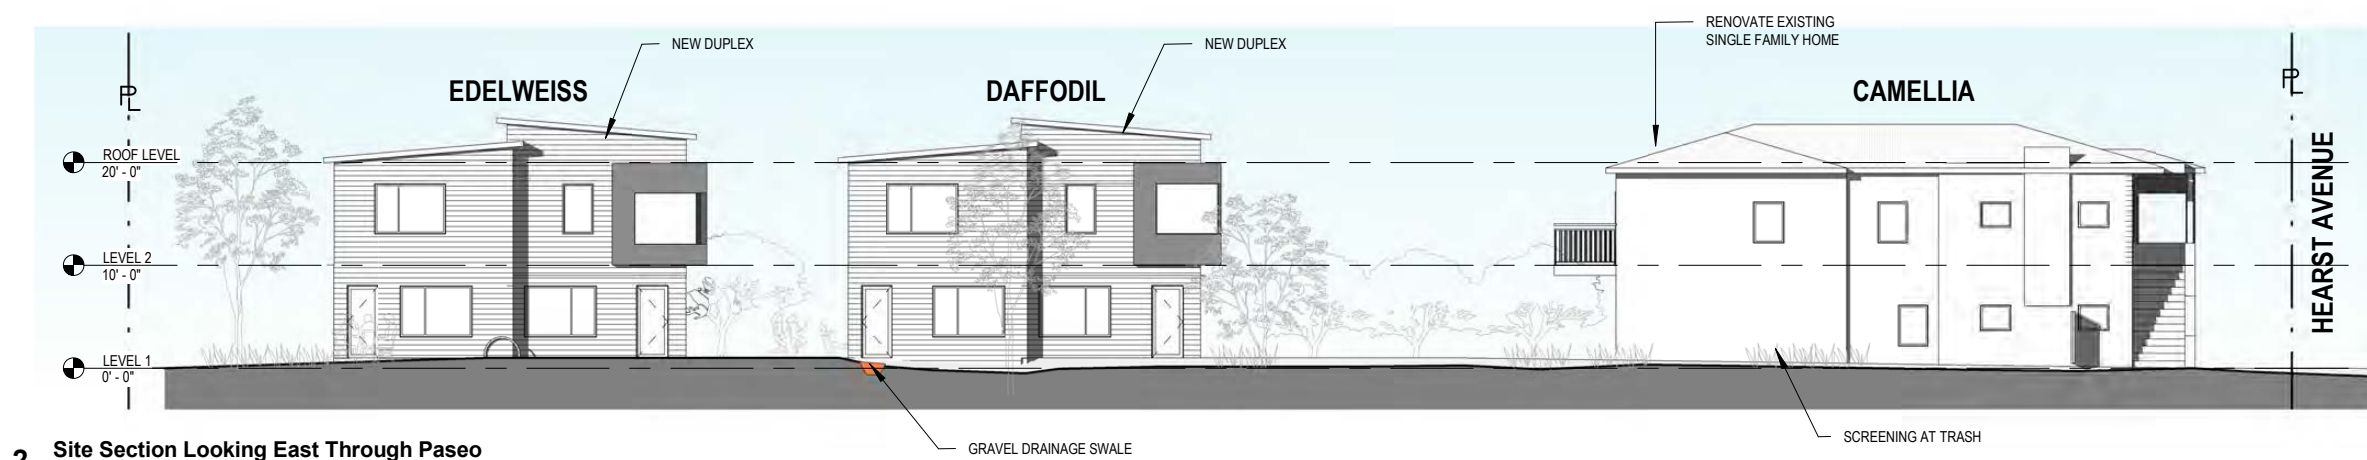 RENOVATE EXISTING
SINGLE FAMILY HOME
NEW DUPLEX
NEW DUPLEX
EDELWEISS
DAFFODIL
CAMELLIA
PL
PL
ROOF LEVEL
20' - 0"
LEVEL 2
10' - 0"
LEVEL 1
0' - 0"
HEARST AVENUE
GRAVEL DRAINAGE SWALE
SCREENING AT TRASH
2 Site Section Looking East Through Paseo